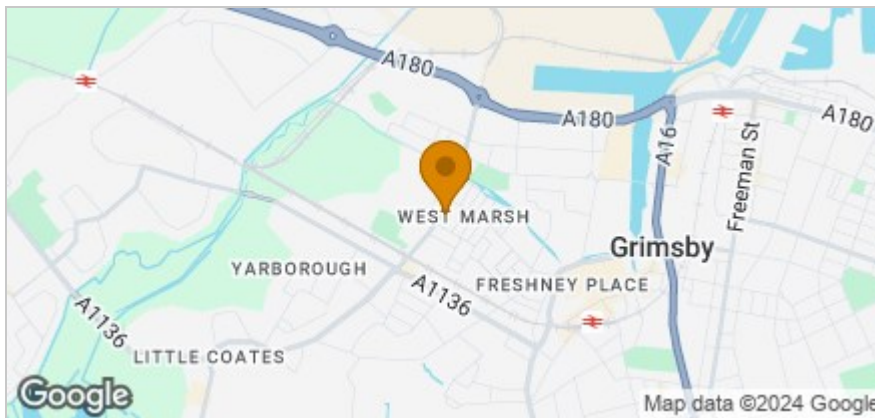 A180
A180
A180
A16
Freeman St
WEST MARSH
Grimsby
YARBOROUGH
FRESHNEY PLACE
A1136
A1136
LITTLE COATES
Google
Map data ©2024 Google